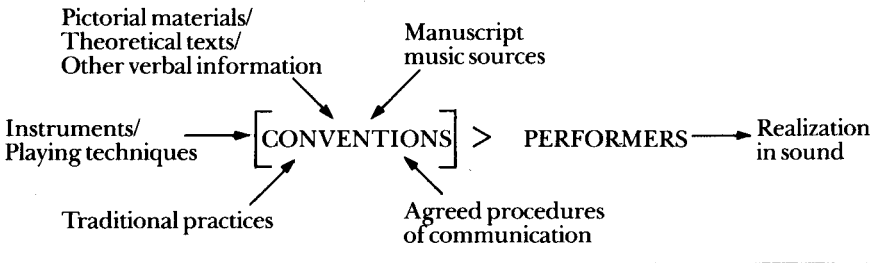 Pictorial materials/
Theoretical texts/
Other verbal information
Manuscript
music sources
Instruments/
Playing techniques
[CONVENTIONS] > PERFORMERS
Realization
in sound
Traditional practices
Agreed procedures
of communication